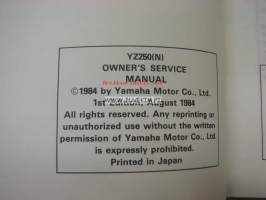 YZ250(N)
OWNER'S SERVICE
MANUAL
©1984 by Yamaha Motor Co., Ltd.
1st Edition, August 1984
All rights reserved. Any reprinting or
unauthorized use without the written
permission of Yamaha Motor Co., Ltd.
is expressly prohibited.
Printed in Japan